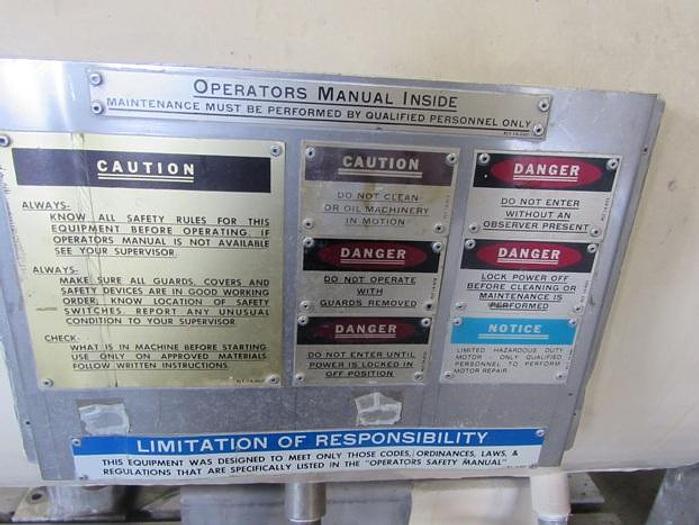 OPERATORS MANUAL INSIDE
MAINTENANCE MUST BE PERFORMED BY QUALIFIED PERSONNEL ONLY
CAUTION
ALWAYS-
KNOW ALL SAFETY RULES FOR THIS
EQUIPMENT BEFORE OPERATING. IF
OPERATORS MANUAL IS NOT AVAILABLE
SEE YOUR SUPERVISOR.
ALWAYS-
MAKE SURE ALL GUARDS, COVERS AND
SAFETY DEVICES ARE IN GOOD WORKING
ORDER. KNOW LOCATION OF SAFETY
SWITCHES. REPORT ANY UNUSUAL
CONDITION TO YOUR SUPERVISOR
CHECK-
WHAT IS IN MACHINE BEFORE STARTING
USE ONLY ON APPROVED MATERIALS
FOLLOW WRITTEN INSTRUCTIONS
CAUTION
DO NOT CLEAN
OR OIL MACHINERY
IN MOTION
DANGER
DO NOT OPERATE
WITH
GUARDS REMOVED
DANGER
DO NOT ENTER UNTIL
POWER IS LOCKED IN
OFF POSITION
DANGER
DO NOT ENTER
WITHOUT AN
OBSERVER PRESENT
DANGER
LOCK POWER OFF
BEFORE CLEANING OR
MAINTENANCE IS
PERFORMED
NOTICE
LIMITED HAZARDOUS DUTY
MOTOR - ONLY QUALIFIED
PERSONNEL TO PERFORM
MOTOR REPAIR.
LIMITATION OF RESPONSIBILITY
THIS EQUIPMENT WAS DESIGNED TO MEET ONLY THOSE CODES, ORDINANCES, LAWS, &
REGULATIONS THAT ARE SPECIFICALLY LISTED IN THE "OPERATORS SAFETY MANUAL"